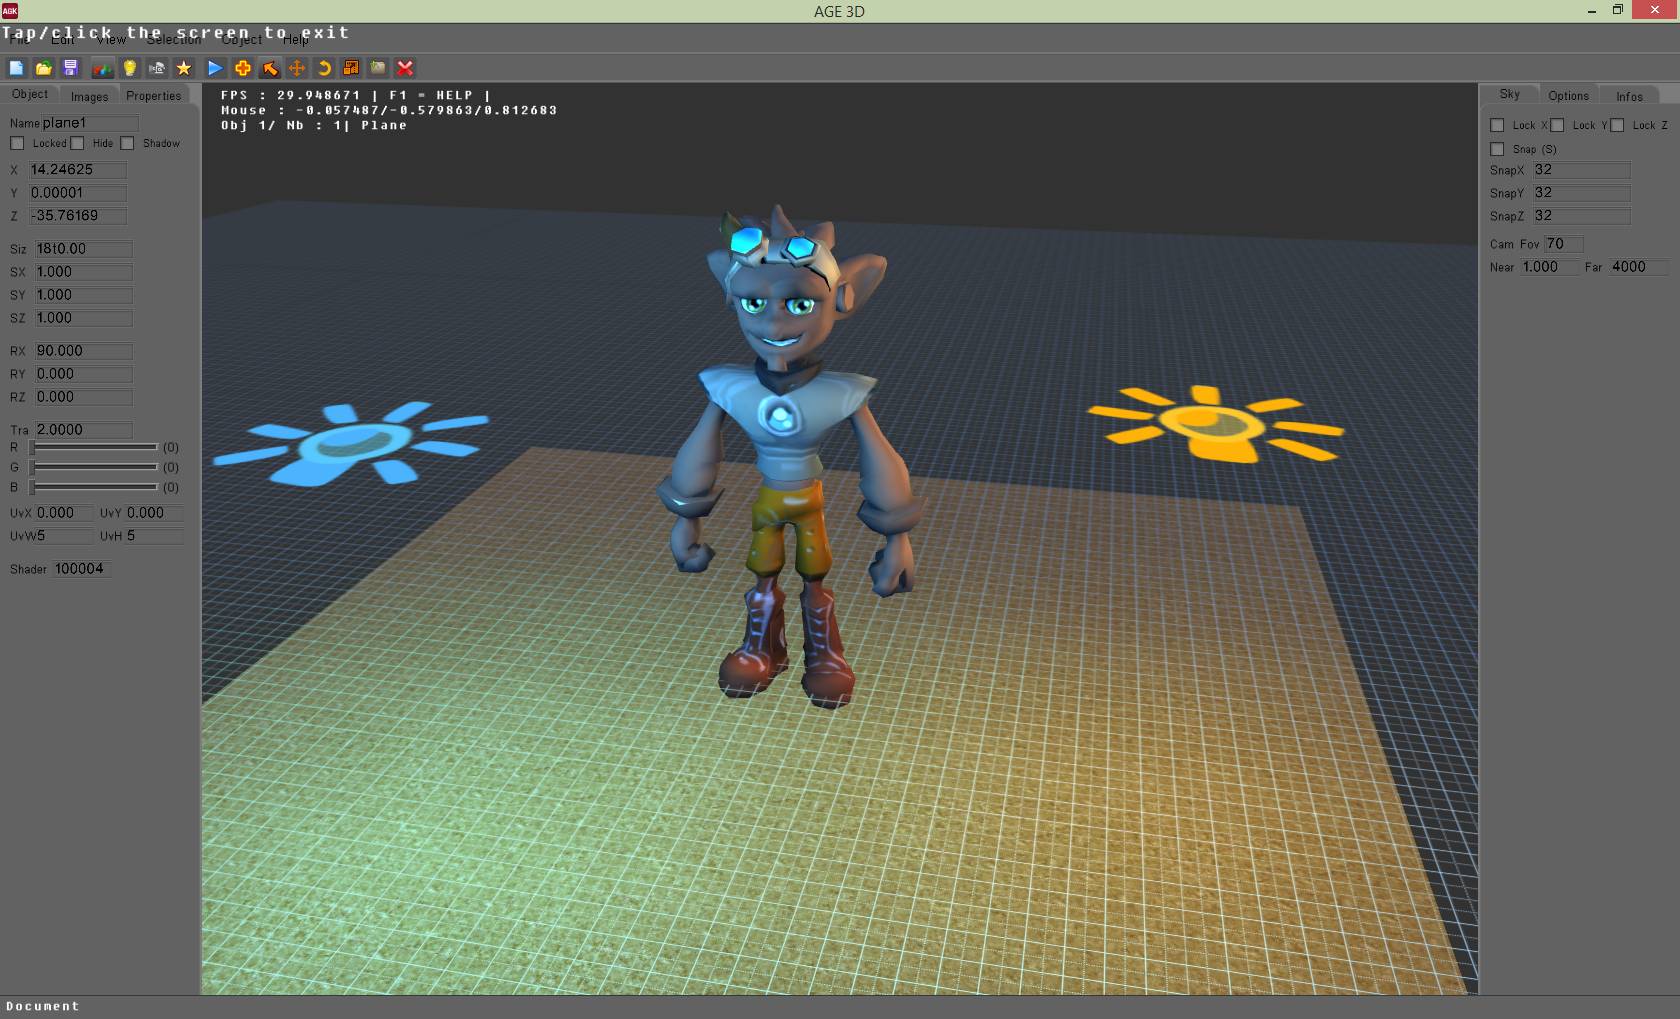 AGK
AGE 3D
Tap/click the screen to exit
File Edit View Selection Object Help
Object Images Properties
Name plane1
Locked Hide Shadow
X 14.24625
Y 0.00001
Z -35.76169
Siz 18t0.00
SX 1.000
SY 1.000
SZ 1.000
RX 90.000
RY 0.000
RZ 0.000
Tra 2.0000
R (0)
G (0)
B (0)
UvX 0.000 UvY 0.000
UvW 5 UvH 5
Shader 100004
FPS : 29.948671 | F1 = HELP |
Mouse : -0.057487/-0.579863/0.812683
Obj 1/ Nb : 1| Plane
Sky Options Infos
Lock X Lock Y Lock Z
Snap (S)
SnapX 32
SnapY 32
SnapZ 32
Cam Fov 70
Near 1.000 Far 4000
Document